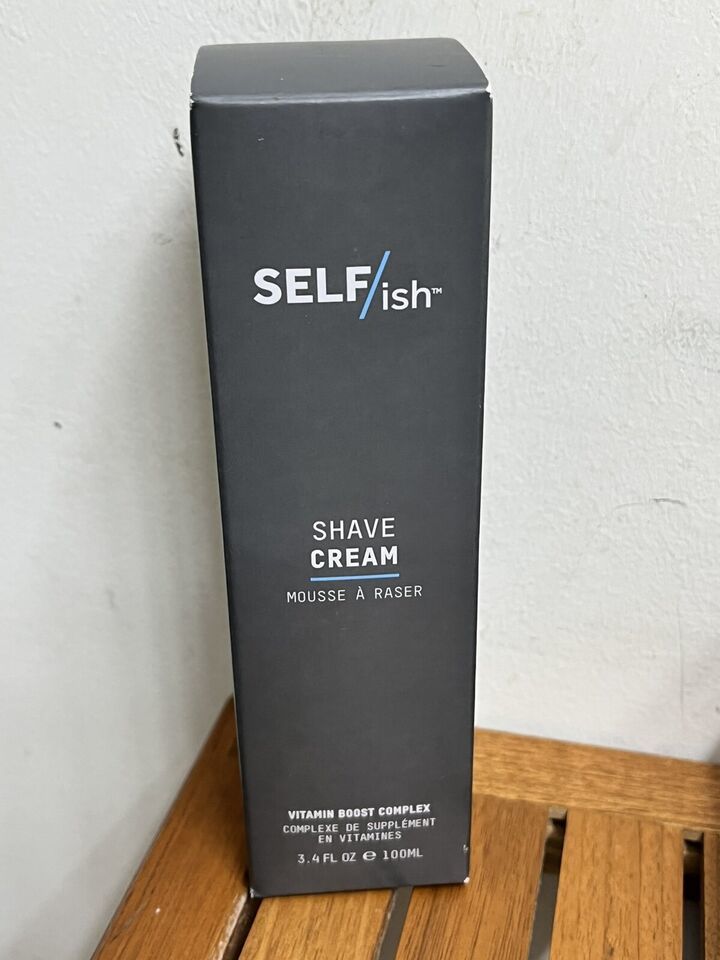 SELF/ish™
SHAVE
CREAM
MOUSSE À RASER
VITAMIN BOOST COMPLEX
COMPLEXE DE SUPPLÉMENT
EN VITAMINES
3.4 FL OZ ℮ 100ML